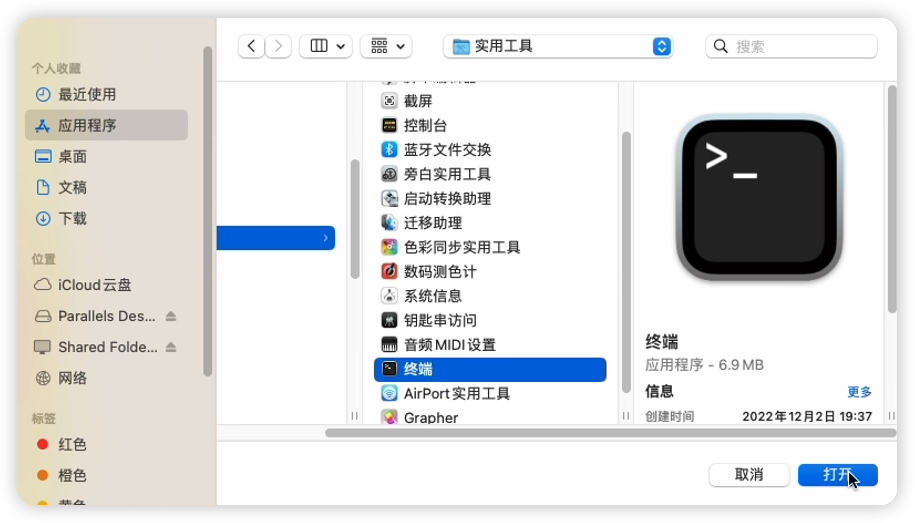 个人收藏
最近使用
应用程序
桌面
文稿
下载
位置
iCloud云盘
Parallels Des...
Shared Folde...
网络
标签
红色
橙色
黄色
实用工具
搜索
截屏
控制台
蓝牙文件交换
旁白实用工具
启动转换助理
迁移助理
色彩同步实用工具
数码测色计
系统信息
钥匙串访问
音频MIDI设置
终端
AirPort实用工具
Grapher
>_
终端
应用程序 - 6.9 MB
信息
更多
创建时间
2022年12月2日 19:37
取消
打开